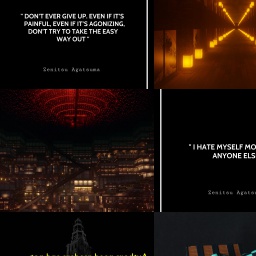 " DON'T EVER GIVE UP. EVEN IF IT'S
PAINFUL, EVEN IF IT'S AGONIZING,
DON'T TRY TO TAKE THE EASY
WAY OUT "
Zenitsu Agatsuma
" I HATE MYSELF MO
ANYONE ELS
Zenitsu Agatsu